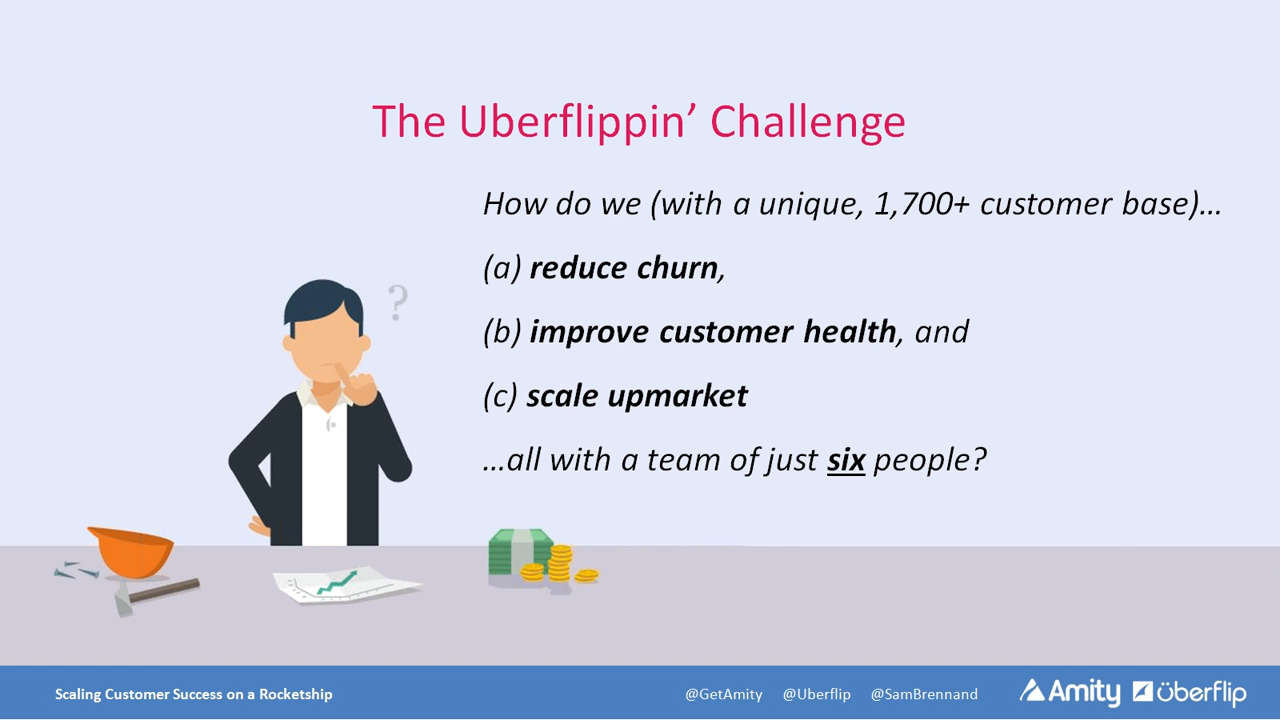 The Uberflippin’ Challenge
How do we (with a unique, 1,700+ customer base)…
(a) reduce churn,
(b) improve customer health, and
(c) scale upmarket
…all with a team of just six people?
?
Scaling Customer Success on a Rocketship
@GetAmity @Uberflip @SamBrennand
Amity überflip